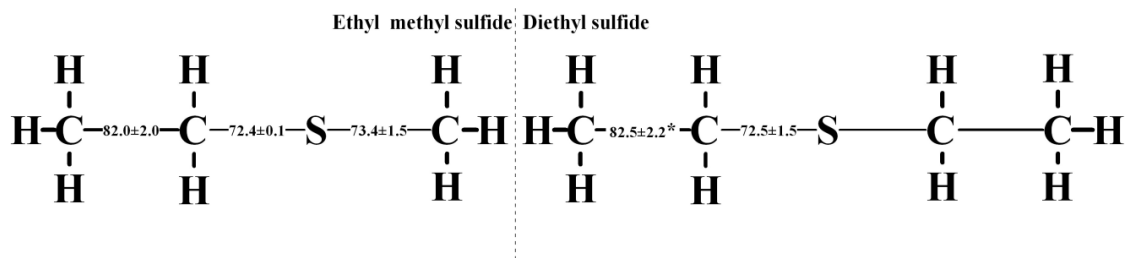 Ethyl methyl sulfide Diethyl sulfide
H H H H H H H
H C 82.0±2.0 C 72.4±0.1 S 73.4±1.5 C H H C 82.5±2.2* C 72.5±1.5 S C C H
H H H H H H H